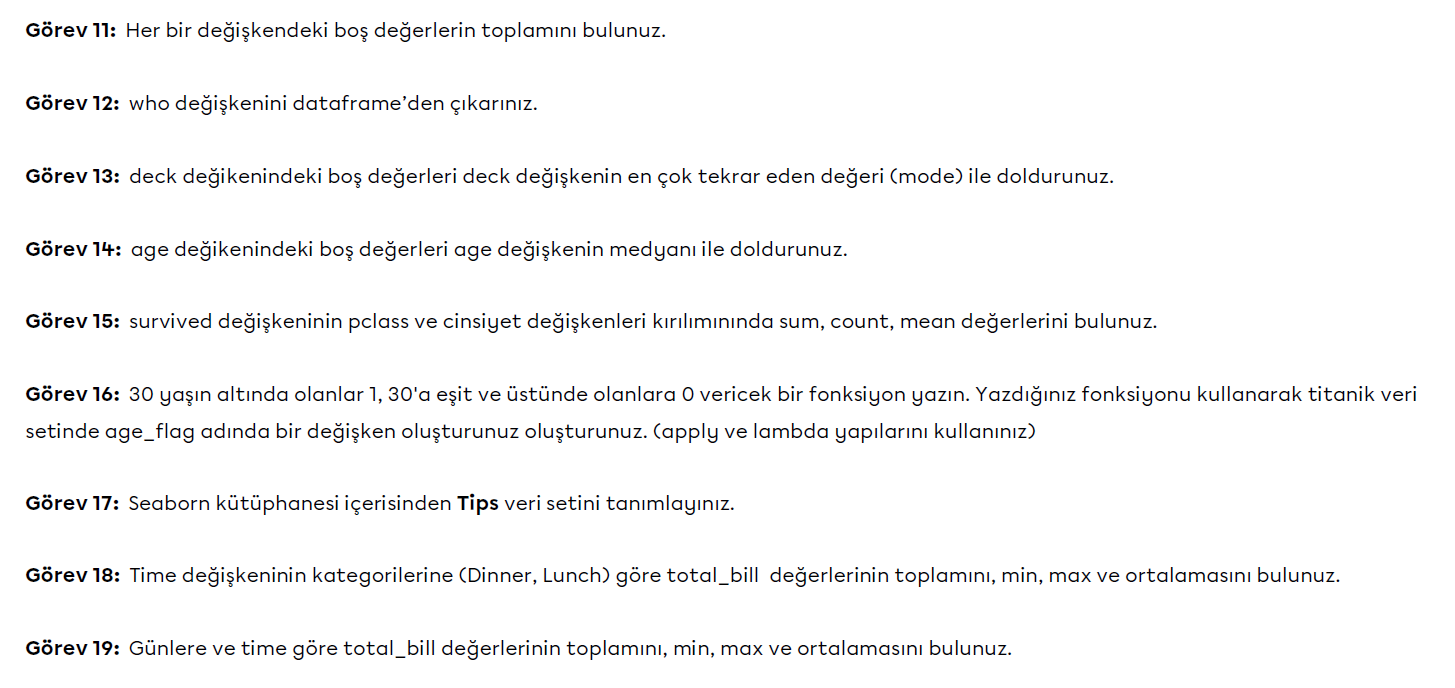 Görev 11: Her bir değişkendeki boş değerlerin toplamını bulunuz.
Görev 12: who değişkenini dataframe’den çıkarınız.
Görev 13: deck değikenindeki boş değerleri deck değişkenin en çok tekrar eden değeri (mode) ile doldurunuz.
Görev 14: age değikenindeki boş değerleri age değişkenin medyanı ile doldurunuz.
Görev 15: survived değişkeninin pclass ve cinsiyet değişkenleri kırılımınında sum, count, mean değerlerini bulunuz.
Görev 16: 30 yaşın altında olanlar 1, 30'a eşit ve üstünde olanlara 0 vericek bir fonksiyon yazın. Yazdığınız fonksiyonu kullanarak titanik veri
setinde age_flag adında bir değişken oluşturunuz oluşturunuz. (apply ve lambda yapılarını kullanınız)
Görev 17: Seaborn kütüphanesi içerisinden Tips veri setini tanımlayınız.
Görev 18: Time değişkeninin kategorilerine (Dinner, Lunch) göre total_bill değerlerinin toplamını, min, max ve ortalamasını bulunuz.
Görev 19: Günlere ve time göre total_bill değerlerinin toplamını, min, max ve ortalamasını bulunuz.